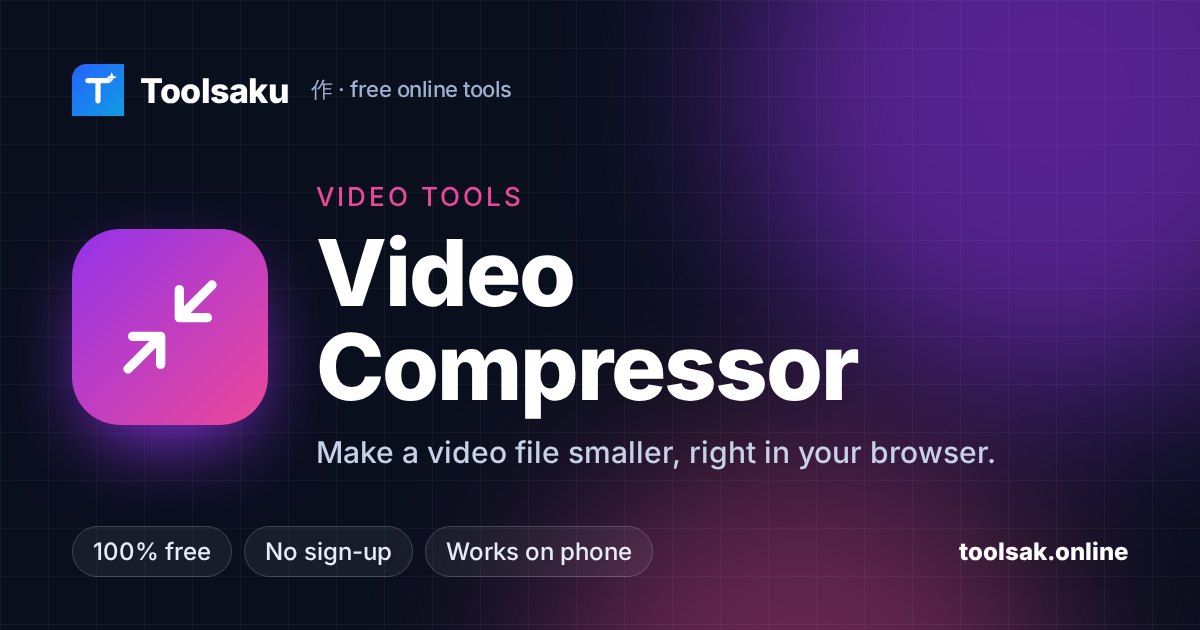 Toolsaku 作 · free online tools
VIDEO TOOLS
Video
Compressor
Make a video file smaller, right in your browser.
100% free
No sign-up
Works on phone
toolsak.online